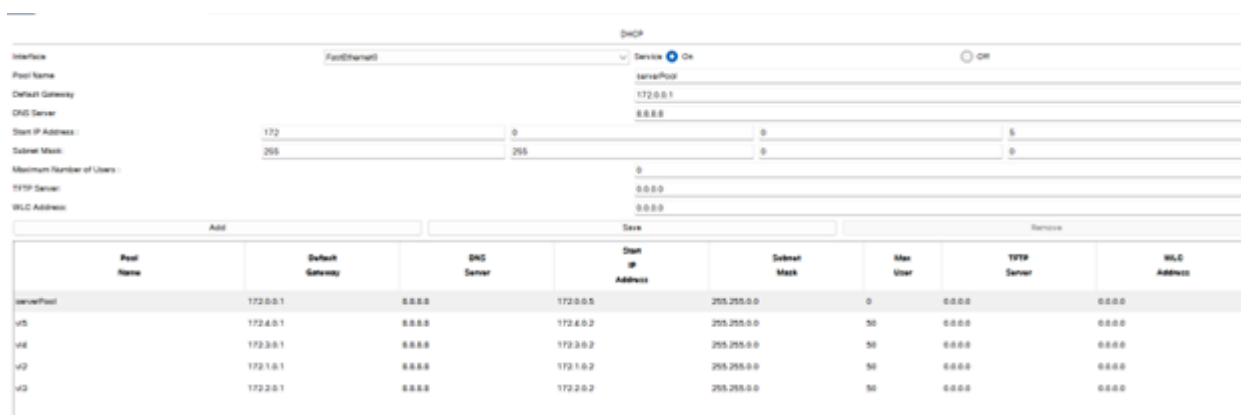 DHCP
Interface FastEthernet0 Service On Off
Pool Name serverPool
Default Gateway 172.0.0.1
DNS Server 8.8.8.8
Start IP Address : 172 0 0 5
Subnet Mask: 255 255 0 0
Maximum Number of Users : 0
TFTP Server: 0.0.0.0
WLC Address: 0.0.0.0
Add Save Remove
Pool Name Default Gateway DNS Server Start IP Address Subnet Mask Max User TFTP Server WLC Address
serverPool 172.0.0.1 8.8.8.8 172.0.0.5 255.255.0.0 0 0.0.0.0 0.0.0.0
vl5 172.4.0.1 8.8.8.8 172.4.0.2 255.255.0.0 50 0.0.0.0 0.0.0.0
vl4 172.3.0.1 8.8.8.8 172.3.0.2 255.255.0.0 50 0.0.0.0 0.0.0.0
vl2 172.1.0.1 8.8.8.8 172.1.0.2 255.255.0.0 50 0.0.0.0 0.0.0.0
vl3 172.2.0.1 8.8.8.8 172.2.0.2 255.255.0.0 50 0.0.0.0 0.0.0.0